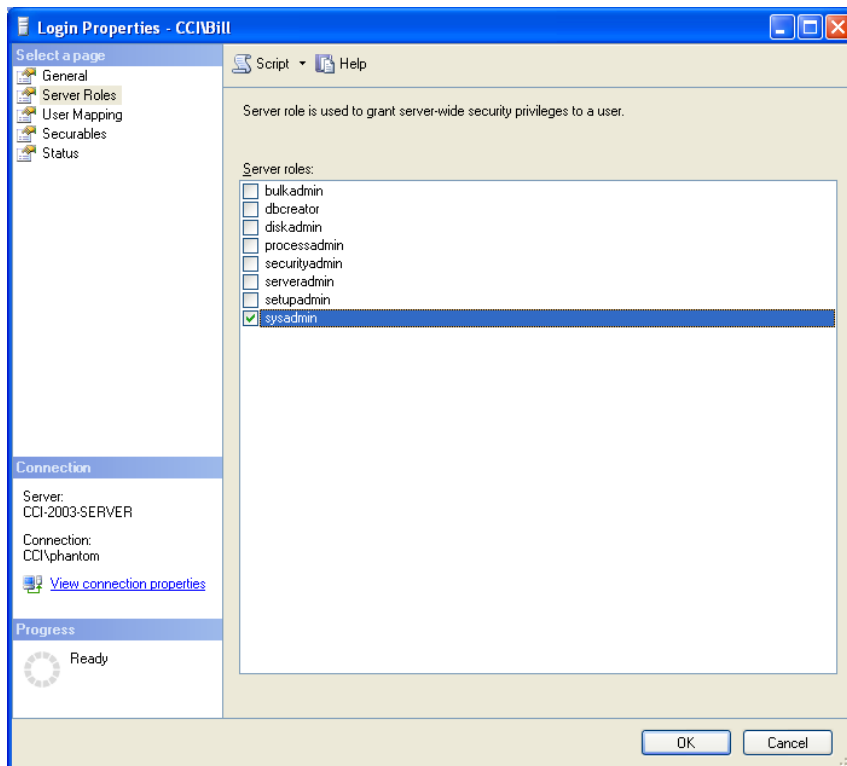 Login Properties - CCI\Bill
Select a page
General
Server Roles
User Mapping
Securables
Status
Script
Help
Server role is used to grant server-wide security privileges to a user.
Server roles:
bulkadmin
dbcreator
diskadmin
processadmin
securityadmin
serveradmin
setupadmin
sysadmin
Connection
Server:
CCI-2003-SERVER
Connection:
CCI\phantom
View connection properties
Progress
Ready
OK
Cancel